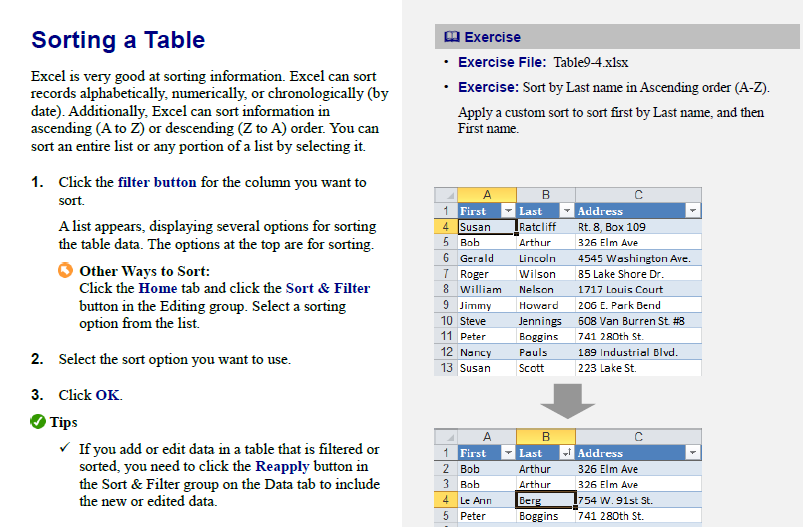 Sorting a Table
Excel is very good at sorting information. Excel can sort
records alphabetically, numerically, or chronologically (by
date). Additionally, Excel can sort information in
ascending (A to Z) or descending (Z to A) order. You can
sort an entire list or any portion of a list by selecting it.
1. Click the filter button for the column you want to
sort.
A list appears, displaying several options for sorting
the table data. The options at the top are for sorting.
Other Ways to Sort:
Click the Home tab and click the Sort & Filter
button in the Editing group. Select a sorting
option from the list.
2. Select the sort option you want to use.
3. Click OK.
Tips
✓ If you add or edit data in a table that is filtered or
sorted, you need to click the Reapply button in
the Sort & Filter group on the Data tab to include
the new or edited data.
Exercise
• Exercise File: Table9-4.xlsx
• Exercise: Sort by Last name in Ascending order (A-Z).
Apply a custom sort to sort first by Last name, and then
First name.
A B C
1 First Last Address
4 Susan Ratcliff Rt. 8, Box 109
5 Bob Arthur 326 Elm Ave
6 Gerald Lincoln 4545 Washington Ave.
7 Roger Wilson 85 Lake Shore Dr.
8 William Nelson 1717 Louis Court
9 Jimmy Howard 206 E. Park Bend
10 Steve Jennings 608 Van Burren St. #8
11 Peter Boggins 741 280th St.
12 Nancy Pauls 189 Industrial Blvd.
13 Susan Scott 223 Lake St.
A B C
1 First Last Address
2 Bob Arthur 326 Elm Ave
3 Bob Arthur 326 Elm Ave
4 Le Ann Berg 754 W. 91st St.
5 Peter Boggins 741 280th St.